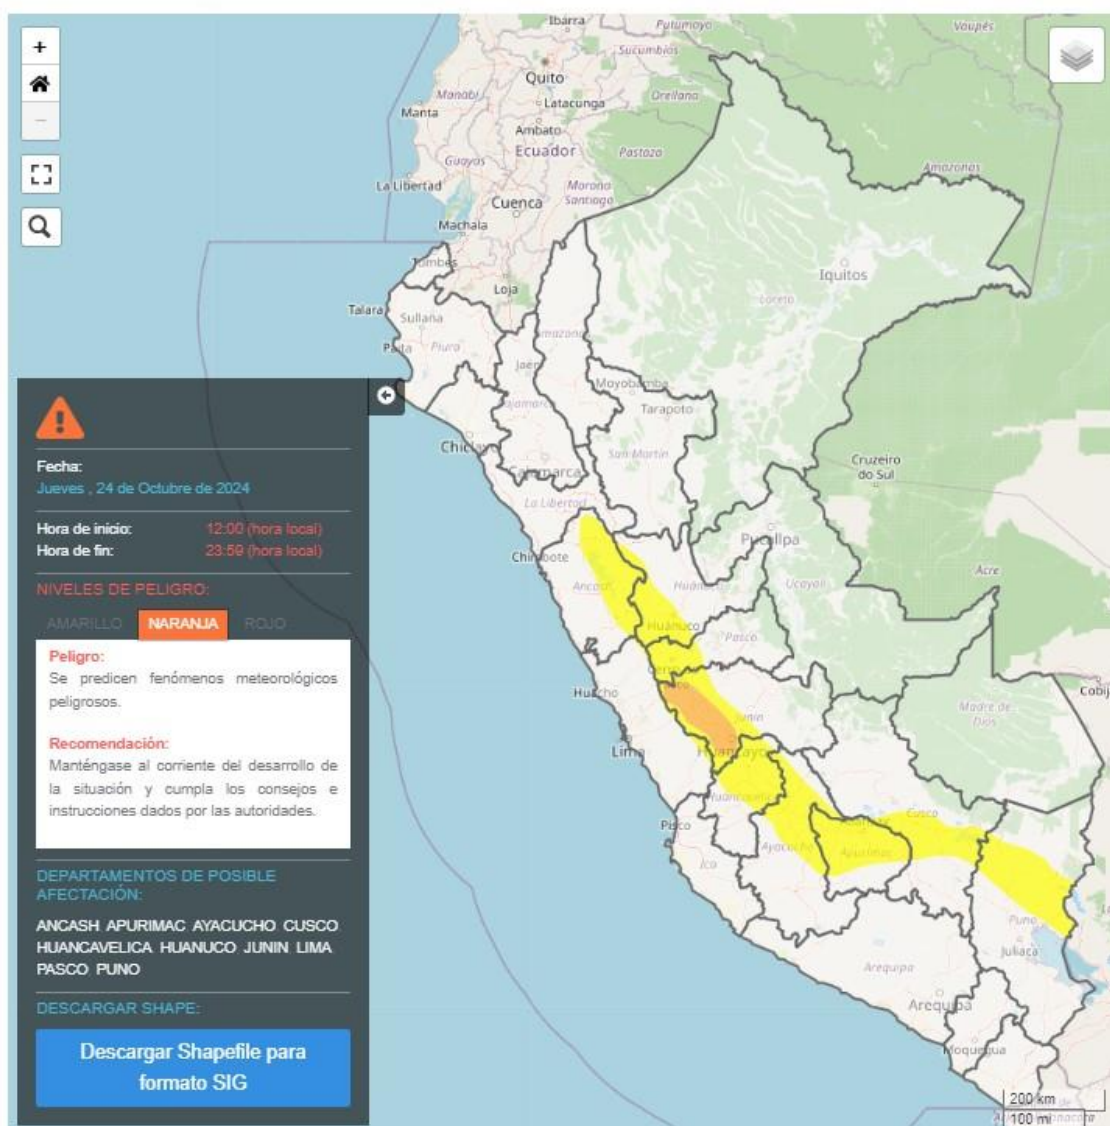 +
−
Ibarra
Putumayo
Vaupés
Sucumbíos
Quito
Manabí
Latacunga
Orellana
Manta
Ambato
Ecuador
Pastaza
Amazonas
Guayas
La Libertad
Morona
Santiago
Cuenca
Machala
Tumbes
Loja
Iquitos
Loreto
Talara
Sullana
Paita
Piura
Amazonas
Jaén
Moyobamba
Cajamarca
Tarapoto
Chiclayo
San Martín
Cajamarca
Cruzeiro
do Sul
La Libertad
Chimbote
Pucallpa
Ancash
Huánuco
Ucayali
Acre
Huánuco
Pasco
Cerro de
Pasco
Huacho
Junín
Madre de
Dios
Cobija
Lima
Huancayo
Huancavelica
Pisco
Cusco
Ica
Ayacucho
Apurímac
Puno
Juliaca
Arequipa
Arequipa
Moquegua
200 km
100 mi
Fecha:
Jueves , 24 de Octubre de 2024
Hora de inicio: 12:00 (hora local)
Hora de fin: 23:59 (hora local)
NIVELES DE PELIGRO:
AMARILLO NARANJA ROJO
Peligro:
Se predicen fenómenos meteorológicos
peligrosos.
Recomendación:
Manténgase al corriente del desarrollo de
la situación y cumpla los consejos e
instrucciones dados por las autoridades.
DEPARTAMENTOS DE POSIBLE
AFECTACIÓN:
ANCASH APURIMAC AYACUCHO CUSCO
HUANCAVELICA HUANUCO JUNIN LIMA
PASCO PUNO
DESCARGAR SHAPE:
Descargar Shapefile para
formato SIG